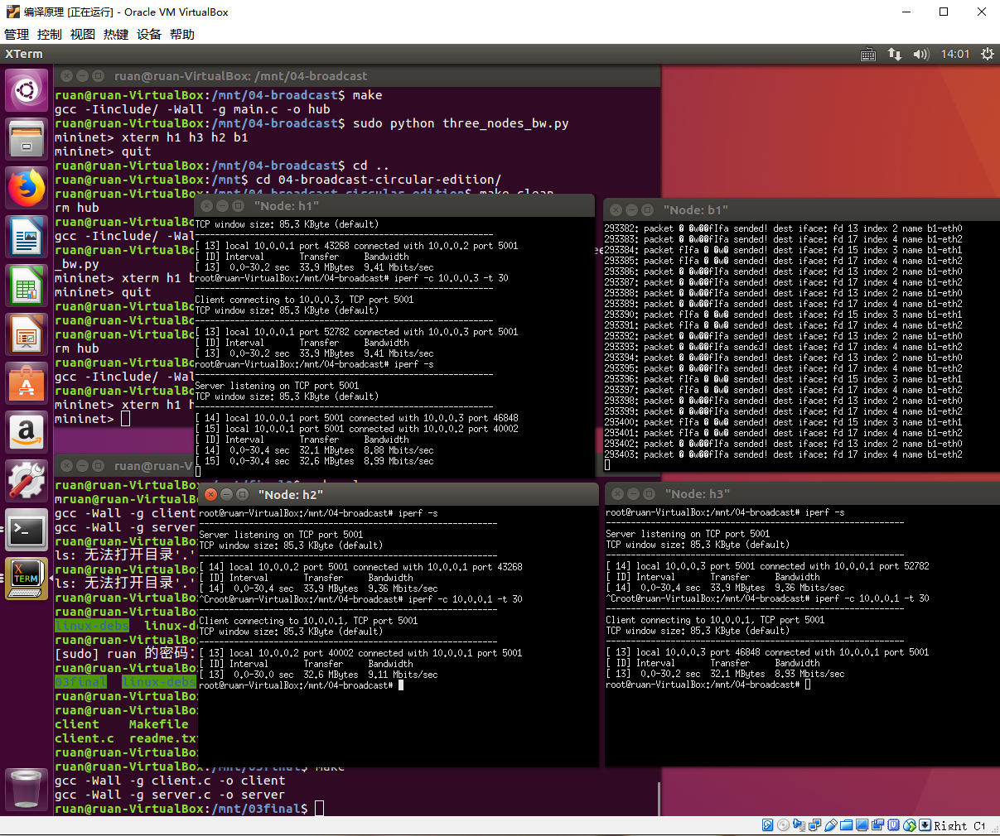 编译原理 [正在运行] - Oracle VM VirtualBox
管理 控制 视图 热键 设备 帮助
XTerm
14:01
ruan@ruan-VirtualBox: /mnt/04-broadcast
ruan@ruan-VirtualBox:/mnt/04-broadcast$ make
gcc -Iinclude/ -Wall -g main.c -o hub
ruan@ruan-VirtualBox:/mnt/04-broadcast$ sudo python three_nodes_bw.py
mininet> xterm h1 h3 h2 b1
mininet> quit
ruan@ruan-VirtualBox:/mnt/04-broadcast$ cd ..
ruan@ruan-VirtualBox:/mnt$ cd 04-broadcast-circular-edition/
ruan@ruan-VirtualBox:/mnt/04-broadcast-circular-edition$ make clean
rm hub
ruan@ruan-VirtualBo
gcc -Iinclude/ -Wal
ruan@ruan-VirtualBo
_bw.py
mininet> xterm h1 b
mininet> quit
ruan@ruan-VirtualBo
ruan@ruan-VirtualBo
ruan@ruan-VirtualBo
rm hub
ruan@ruan-VirtualBo
gcc -Iinclude/ -Wal
ruan@ruan-VirtualBo
mininet> xterm h1 h
mininet>
"Node: h1"
TCP window size: 85.3 KByte (default)
------------------------------------------------------------
[ 13] local 10.0.0.1 port 43268 connected with 10.0.0.2 port 5001
[ ID] Interval Transfer Bandwidth
[ 13] 0.0-30.2 sec 33.9 MBytes 9.41 Mbits/sec
root@ruan-VirtualBox:/mnt/04-broadcast# iperf -c 10.0.0.3 -t 30
------------------------------------------------------------
Client connecting to 10.0.0.3, TCP port 5001
TCP window size: 85.3 KByte (default)
------------------------------------------------------------
[ 13] local 10.0.0.1 port 52782 connected with 10.0.0.3 port 5001
[ ID] Interval Transfer Bandwidth
[ 13] 0.0-30.2 sec 33.9 MBytes 9.41 Mbits/sec
root@ruan-VirtualBox:/mnt/04-broadcast# iperf -s
------------------------------------------------------------
Server listening on TCP port 5001
TCP window size: 85.3 KByte (default)
------------------------------------------------------------
[ 14] local 10.0.0.1 port 5001 connected with 10.0.0.3 port 46848
[ 15] local 10.0.0.1 port 5001 connected with 10.0.0.2 port 40002
[ ID] Interval Transfer Bandwidth
[ 14] 0.0-30.4 sec 32.1 MBytes 8.88 Mbits/sec
[ 15] 0.0-30.4 sec 32.6 MBytes 8.99 Mbits/sec
"Node: b1"
293382: packet � �w��fIfa sended! dest iface: fd 13 index 2 name b1-eth0
293383: packet � �w��fIfa sended! dest iface: fd 17 index 4 name b1-eth2
293384: packet fIfa � �w� sended! dest iface: fd 15 index 3 name b1-eth1
293385: packet fIfa � �w� sended! dest iface: fd 17 index 4 name b1-eth2
293386: packet � �w��fIfa sended! dest iface: fd 13 index 2 name b1-eth0
293387: packet � �w��fIfa sended! dest iface: fd 17 index 4 name b1-eth2
293388: packet � �w��fIfa sended! dest iface: fd 13 index 2 name b1-eth0
293389: packet � �w��fIfa sended! dest iface: fd 17 index 4 name b1-eth2
293390: packet fIfa � �w� sended! dest iface: fd 15 index 3 name b1-eth1
293391: packet fIfa � �w� sended! dest iface: fd 17 index 4 name b1-eth2
293392: packet � �w��fIfa sended! dest iface: fd 13 index 2 name b1-eth0
293393: packet � �w��fIfa sended! dest iface: fd 17 index 4 name b1-eth2
293394: packet � �w��fIfa sended! dest iface: fd 13 index 2 name b1-eth0
293395: packet � �w��fIfa sended! dest iface: fd 17 index 4 name b1-eth2
293396: packet fIfa � �w� sended! dest iface: fd 15 index 3 name b1-eth1
293397: packet fIfa � �w� sended! dest iface: fd 17 index 4 name b1-eth2
293398: packet � �w��fIfa sended! dest iface: fd 13 index 2 name b1-eth0
293399: packet � �w��fIfa sended! dest iface: fd 17 index 4 name b1-eth2
293400: packet fIfa � �w� sended! dest iface: fd 15 index 3 name b1-eth1
293401: packet fIfa � �w� sended! dest iface: fd 17 index 4 name b1-eth2
293402: packet � �w��fIfa sended! dest iface: fd 13 index 2 name b1-eth0
293403: packet � �w��fIfa sended! dest iface: fd 17 index 4 name b1-eth2
ruan@ruan-V
ruan@ruan-VirtualBo
mruan@ruan-VirtualB
gcc -Wall -g client
gcc -Wall -g server
ruan@ruan-VirtualBo
ls: 无法打开目录'.'
ruan@ruan-VirtualBo
ls: 无法打开目录'.'
ruan@ruan-VirtualBo
ruan@ruan-VirtualBo
linux-debs linux-d
ruan@ruan-VirtualBo
[sudo] ruan 的密码：
ruan@ruan-VirtualBo
03final linux-debs
ruan@ruan-VirtualBo
ruan@ruan-VirtualBo
client Makefile
client.c readme.txt
ruan@ruan-VirtualBo
ruan@ruan-VirtualBox:/mnt/03final$ make
gcc -Wall -g client.c -o client
gcc -Wall -g server.c -o server
ruan@ruan-VirtualBox:/mnt/03final$
"Node: h2"
root@ruan-VirtualBox:/mnt/04-broadcast# iperf -s
------------------------------------------------------------
Server listening on TCP port 5001
TCP window size: 85.3 KByte (default)
------------------------------------------------------------
[ 14] local 10.0.0.2 port 5001 connected with 10.0.0.1 port 43268
[ ID] Interval Transfer Bandwidth
[ 14] 0.0-30.4 sec 33.9 MBytes 9.36 Mbits/sec
^Croot@ruan-VirtualBox:/mnt/04-broadcast# iperf -c 10.0.0.1 -t 30
------------------------------------------------------------
Client connecting to 10.0.0.1, TCP port 5001
TCP window size: 85.3 KByte (default)
------------------------------------------------------------
[ 13] local 10.0.0.2 port 40002 connected with 10.0.0.1 port 5001
[ ID] Interval Transfer Bandwidth
[ 13] 0.0-30.0 sec 32.6 MBytes 9.11 Mbits/sec
root@ruan-VirtualBox:/mnt/04-broadcast#
"Node: h3"
root@ruan-VirtualBox:/mnt/04-broadcast# iperf -s
------------------------------------------------------------
Server listening on TCP port 5001
TCP window size: 85.3 KByte (default)
------------------------------------------------------------
[ 14] local 10.0.0.3 port 5001 connected with 10.0.0.1 port 52782
[ ID] Interval Transfer Bandwidth
[ 14] 0.0-30.4 sec 33.9 MBytes 9.36 Mbits/sec
^Croot@ruan-VirtualBox:/mnt/04-broadcast# iperf -c 10.0.0.1 -t 30
------------------------------------------------------------
Client connecting to 10.0.0.1, TCP port 5001
TCP window size: 85.3 KByte (default)
------------------------------------------------------------
[ 13] local 10.0.0.3 port 46848 connected with 10.0.0.1 port 5001
[ ID] Interval Transfer Bandwidth
[ 13] 0.0-30.2 sec 32.1 MBytes 8.93 Mbits/sec
root@ruan-VirtualBox:/mnt/04-broadcast#
Right Ct